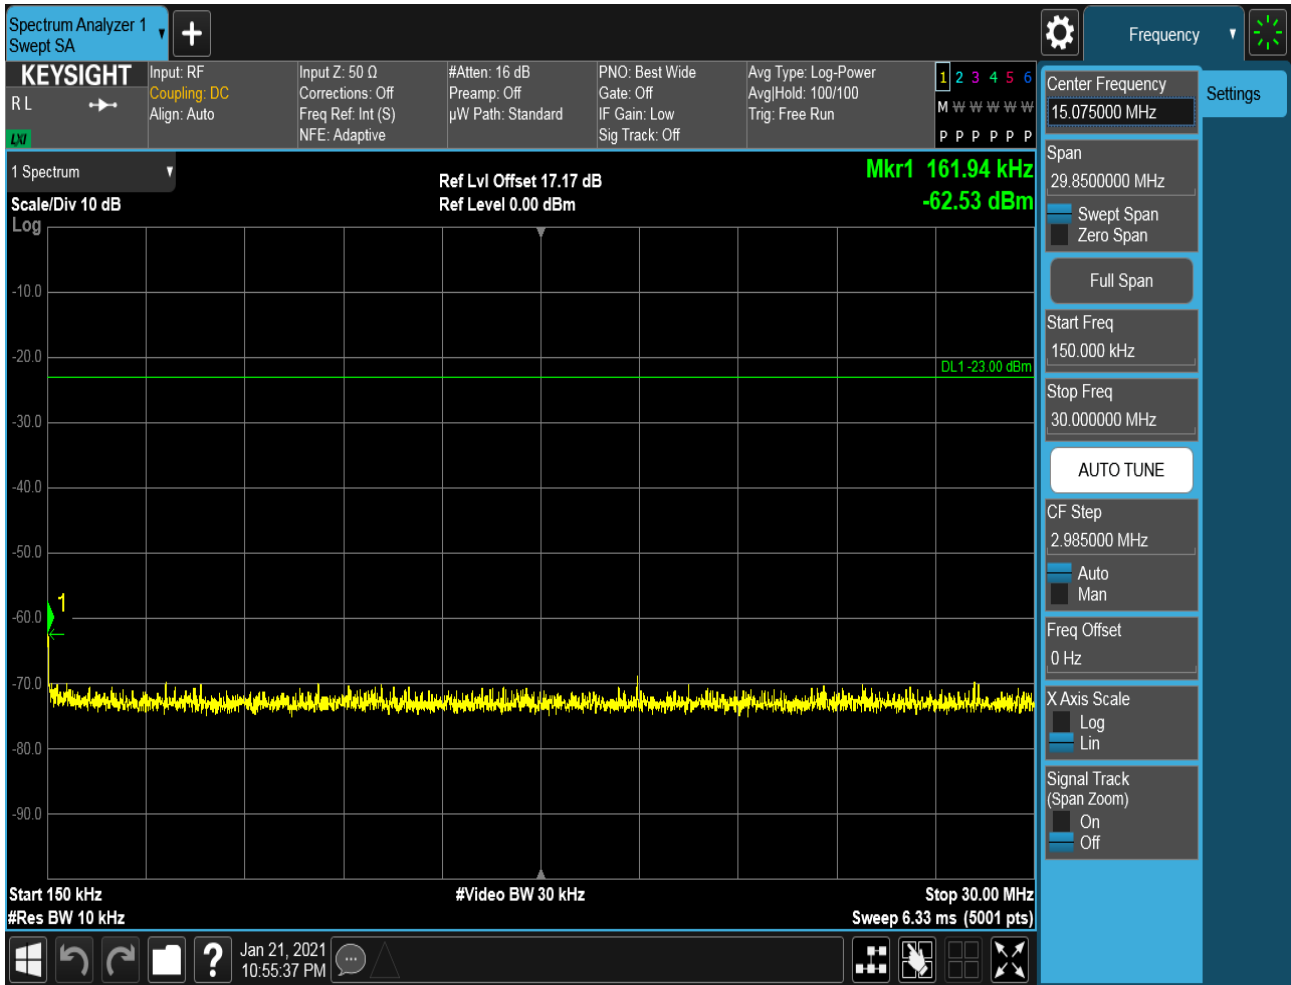 Spectrum Analyzer 1
Swept SA
Frequency
KEYSIGHT
R L
LXI
Input: RF
Coupling: DC
Align: Auto
Input Z: 50 Ω
Corrections: Off
Freq Ref: Int (S)
NFE: Adaptive
#Atten: 16 dB
Preamp: Off
µW Path: Standard
PNO: Best Wide
Gate: Off
IF Gain: Low
Sig Track: Off
Avg Type: Log-Power
Avg|Hold: 100/100
Trig: Free Run
1 2 3 4 5 6
M W W W W W
P P P P P P
1 Spectrum
Scale/Div 10 dB
Log
Ref Lvl Offset 17.17 dB
Ref Level 0.00 dBm
Mkr1 161.94 kHz
-62.53 dBm
-10.0
-20.0
DL1 -23.00 dBm
-30.0
-40.0
-50.0
1
-60.0
-70.0
-80.0
-90.0
Start 150 kHz
#Video BW 30 kHz
Stop 30.00 MHz
#Res BW 10 kHz
Sweep 6.33 ms (5001 pts)
Center Frequency
15.075000 MHz
Settings
Span
29.8500000 MHz
Swept Span
Zero Span
Full Span
Start Freq
150.000 kHz
Stop Freq
30.000000 MHz
AUTO TUNE
CF Step
2.985000 MHz
Auto
Man
Freq Offset
0 Hz
X Axis Scale
Log
Lin
Signal Track
(Span Zoom)
On
Off
?
Jan 21, 2021
10:55:37 PM